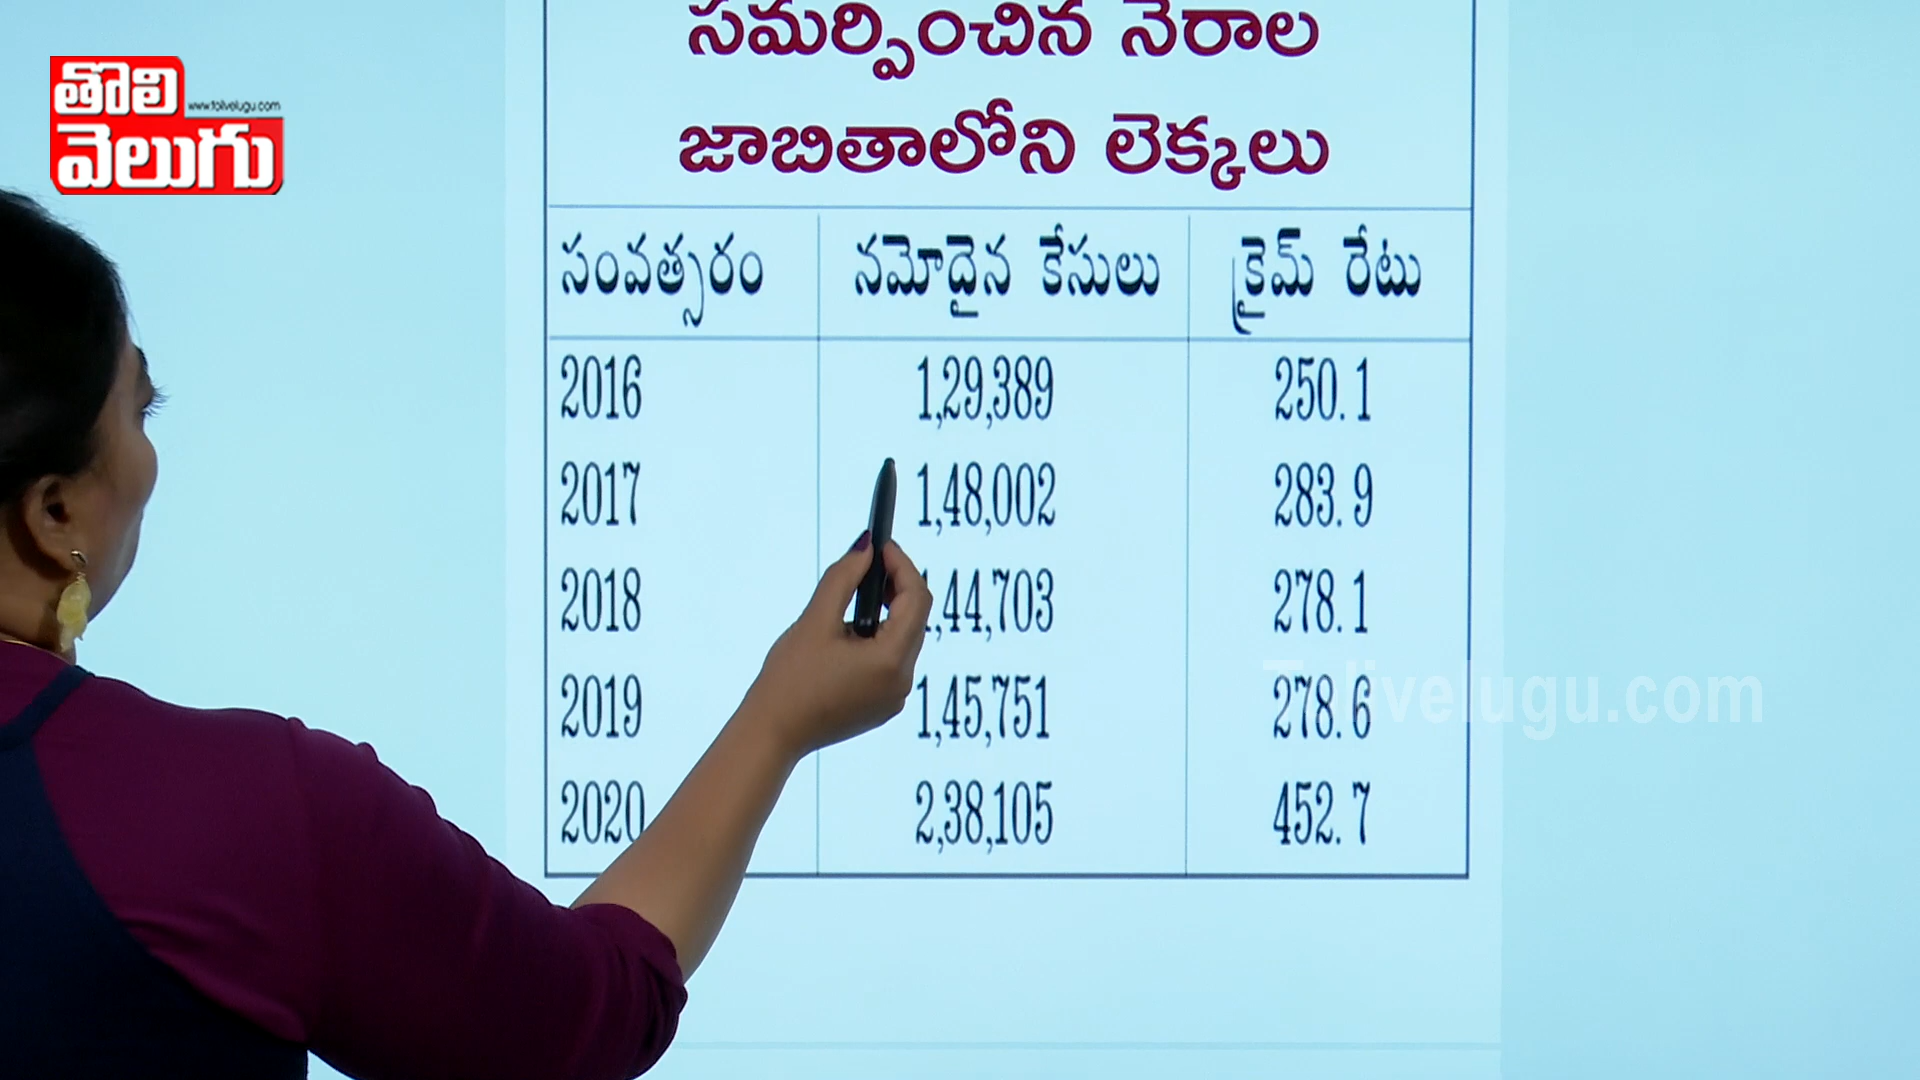 సమర్పించిన నేరాల
జాబితాలోని లెక్కలు
తొలి
www.tolivelugu.com
వెలుగు
సంవత్సరం నమోదైన కేసులు క్రైమ్ రేటు
2016 1,29,389 250.1
2017 1,48,002 283.9
2018 1,44,703 278.1
2019 1,45,751 278.6
2020 2,38,105 452.7
Tolivelugu.com